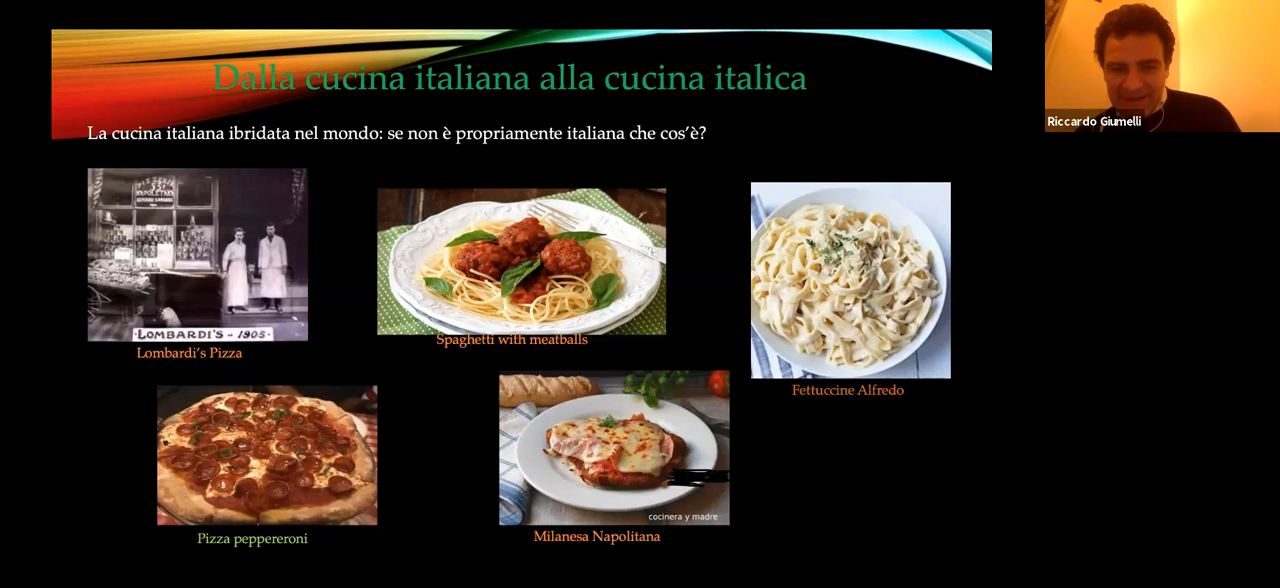 Dalla cucina italiana alla cucina italica
Riccardo Giumelli
La cucina italiana ibridata nel mondo: se non è propriamente italiana che cos'è?
NAPOLETANA
LOMBARDI'S - 1905
Lombardi's Pizza
Spaghetti with meatballs
Fettuccine Alfredo
cocinera y madre
Pizza peppereroni
Milanesa Napolitana